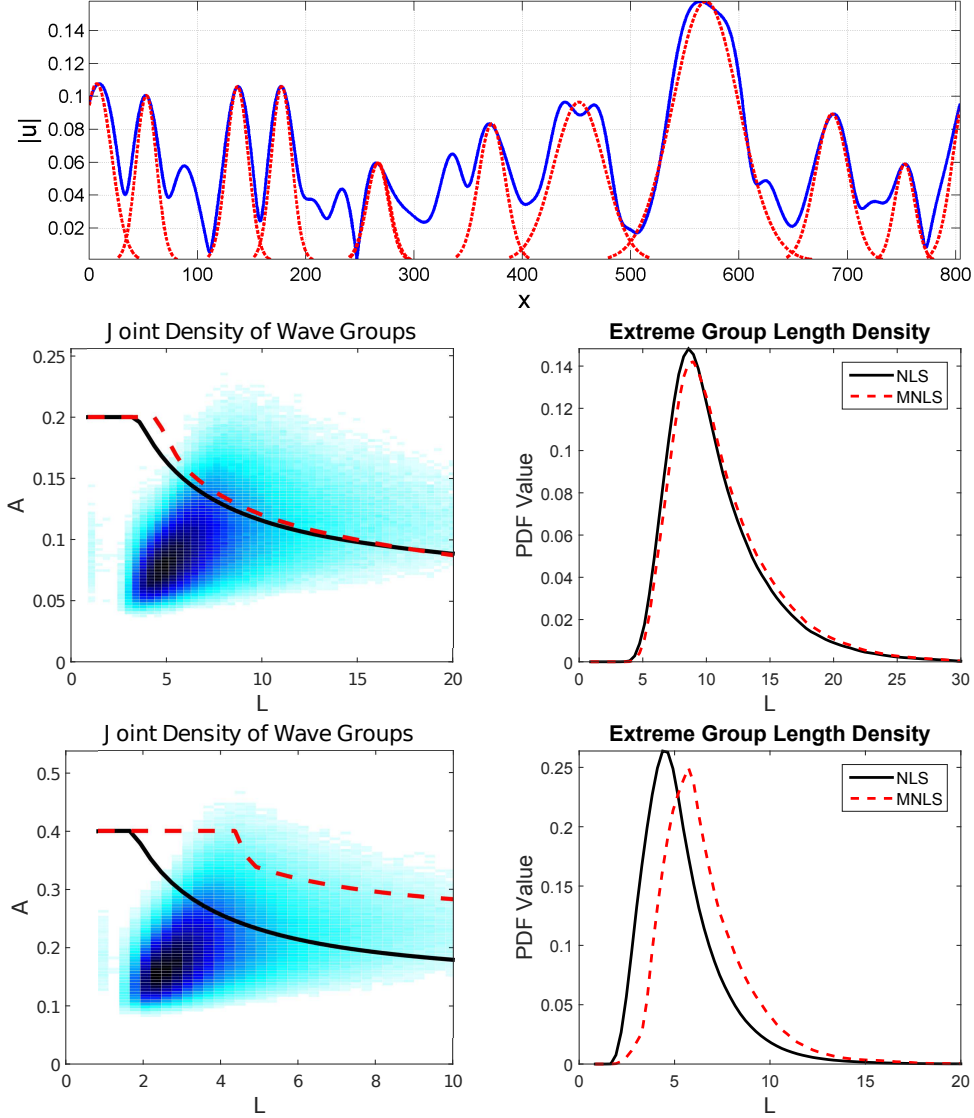 0.14
0.12
0.1
0.08
0.06
0.04
0.02
|u|
0 100 200 300 400 500 600 700 800
x
Joint Density of Wave Groups
0.25
0.2
0.15
0.1
0.05
0
A
0 5 10 15 20
L
Extreme Group Length Density
NLS
MNLS
0.14
0.12
0.1
0.08
0.06
0.04
0.02
0
PDF Value
0 5 10 15 20 25 30
L
Joint Density of Wave Groups
0.5
0.4
0.3
0.2
0.1
0
A
0 2 4 6 8 10
L
Extreme Group Length Density
NLS
MNLS
0.25
0.2
0.15
0.1
0.05
0
PDF Value
0 5 10 15 20
L